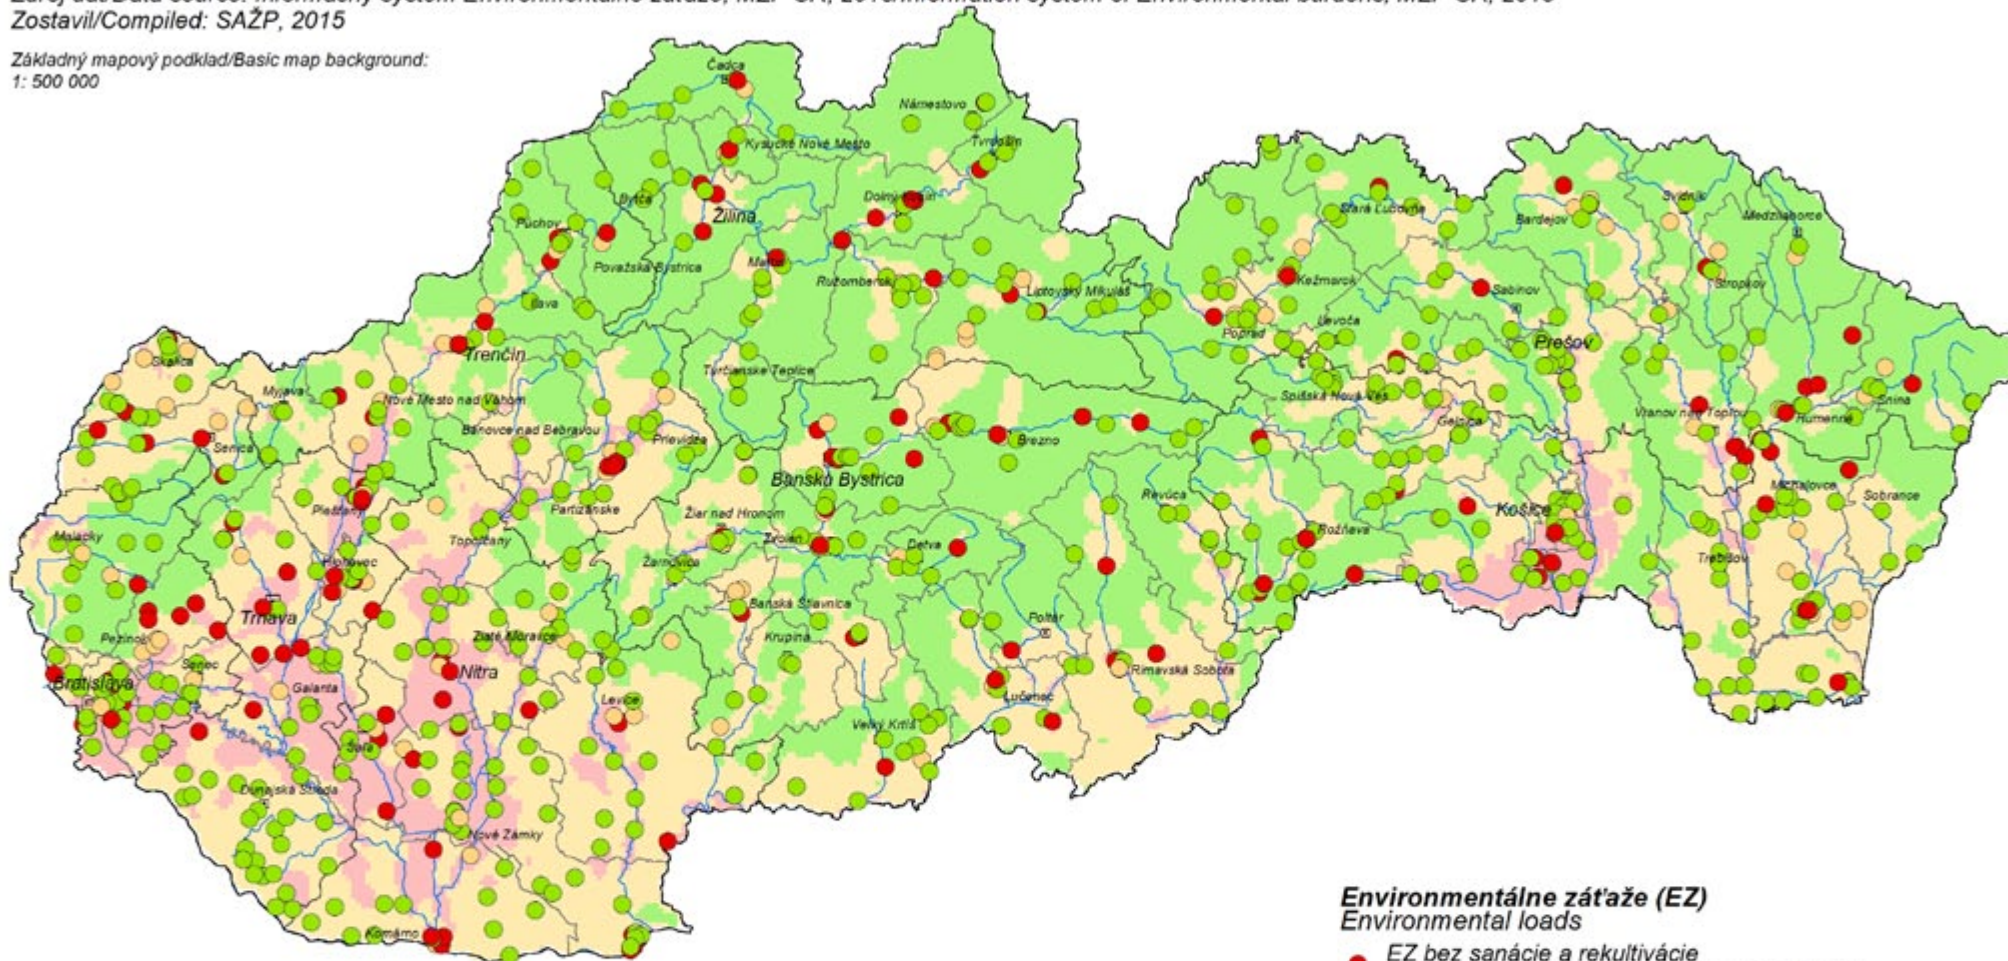 Zostavil/Compiled: SAŽP, 2015
Základný mapový podklad/Basic map background:
1: 500 000
Čadca
Námestovo
Tvrdošín
Kysucké Nové Mesto
Bytča
Žilina
Dolný
Stará Ľubovňa
Bardejov
Svidník
Medzilaborce
Púchov
Považská Bystrica
Martin
Ružomberok
Liptovský Mikuláš
Kežmarok
Sabinov
Stropkov
Ilava
Poprad
Levoča
Prešov
Trenčín
Skalica
Turčianske Teplice
Myjava
Nové Mesto nad Váhom
Spišská Nová Ves
Gelnica
Vranov nad Topľou
Humenné
Snina
Bánovce nad Bebravou
Prievidza
Brezno
Senica
Banská Bystrica
Revúca
Michalovce
Sobrance
Piešťany
Partizánske
Žiar nad Hronom
Košice
Rožňava
Malacky
Topoľčany
Zvolen
Detva
Žarnovica
Trebišov
Hlohovec
Banská Štiavnica
Trnava
Poltár
Krupina
Pezinok
Zlaté Moravce
Senec
Nitra
Rimavská Sobota
Bratislava
Galanta
Levice
Lučenec
Veľký Krtíš
Šaľa
Dunajská Streda
Nové Zámky
Komárno
Environmentálne záťaže (EZ)
Environmental loads
EZ bez sanácie a rekultivácie